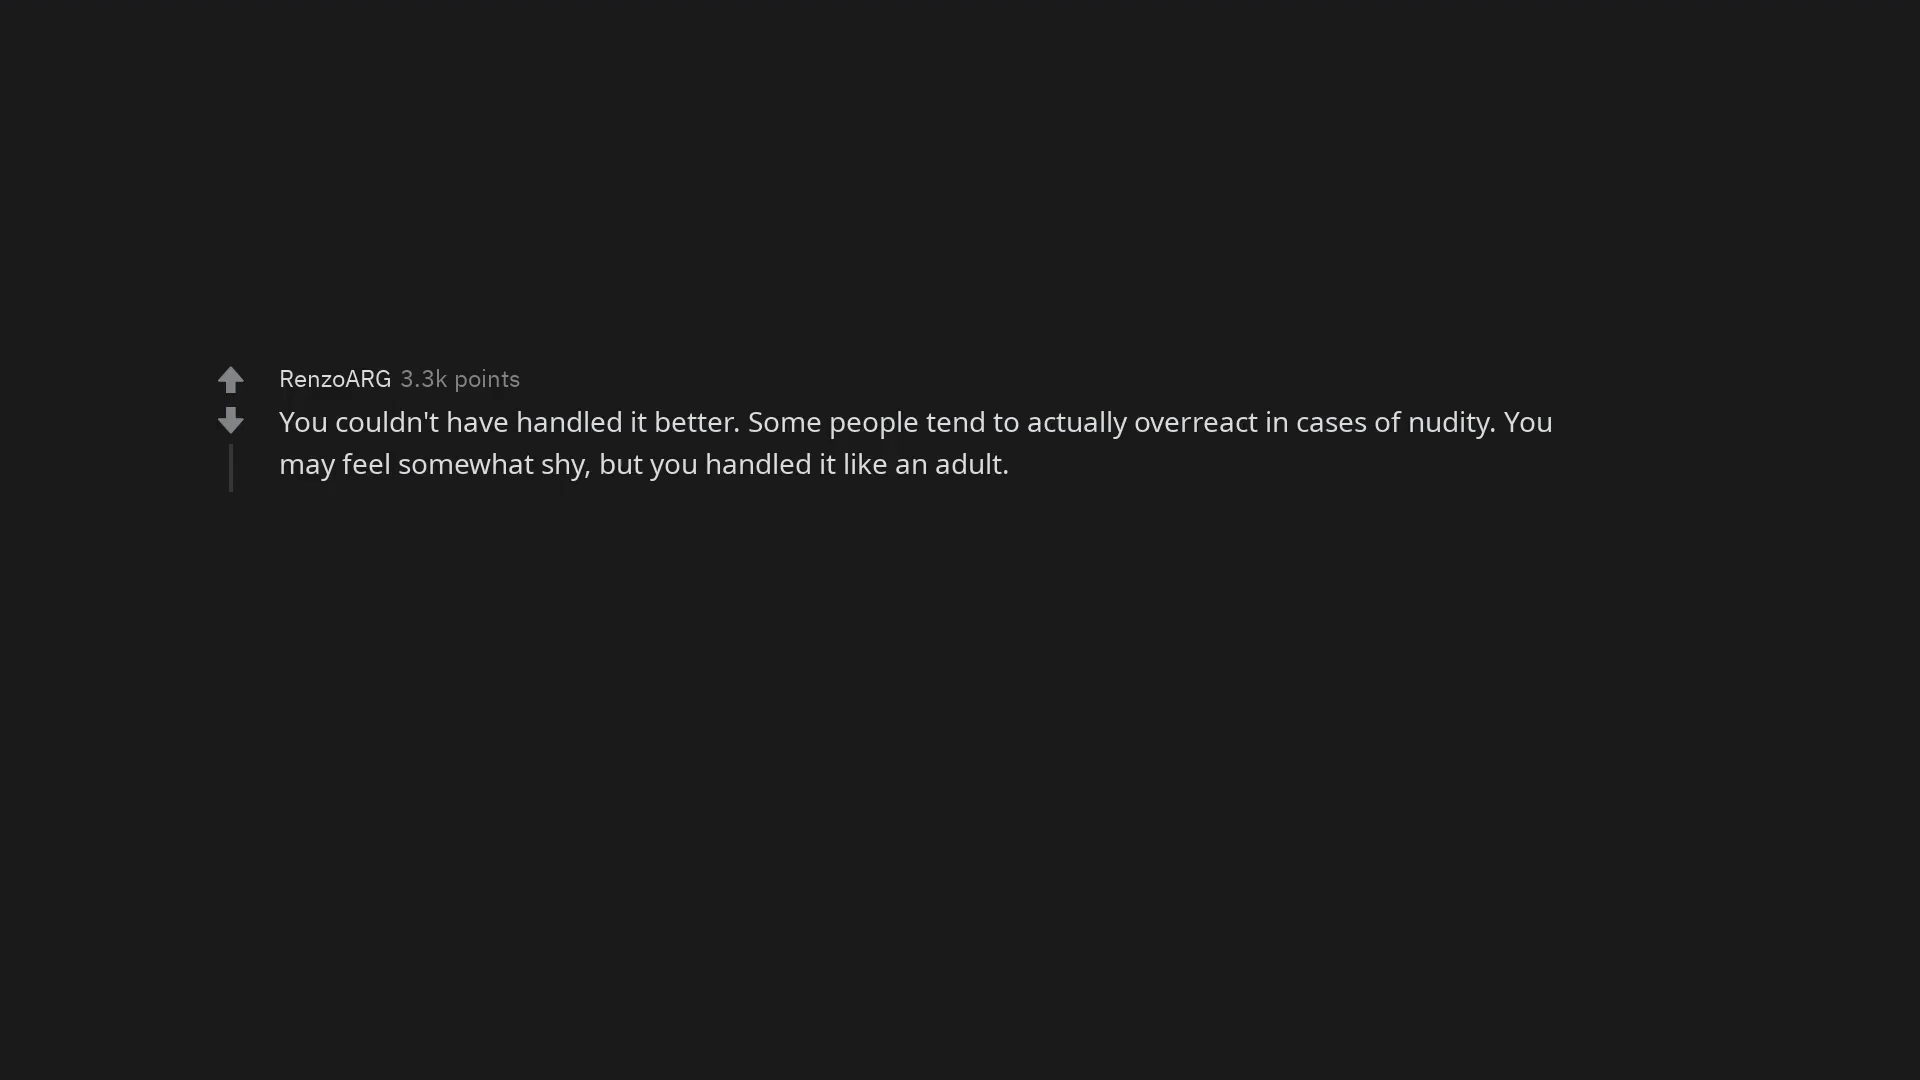 RenzoARG 3.3k points
You couldn't have handled it better. Some people tend to actually overreact in cases of nudity. You
may feel somewhat shy, but you handled it like an adult.